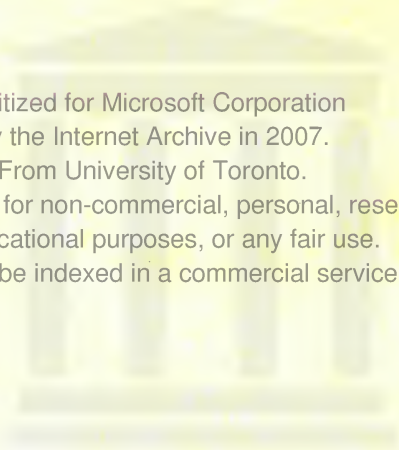 itized for Microsoft Corporation
y the Internet Archive in 2007.
From University of Toronto.
for non-commercial, personal, rese
cational purposes, or any fair use.
be indexed in a commercial service